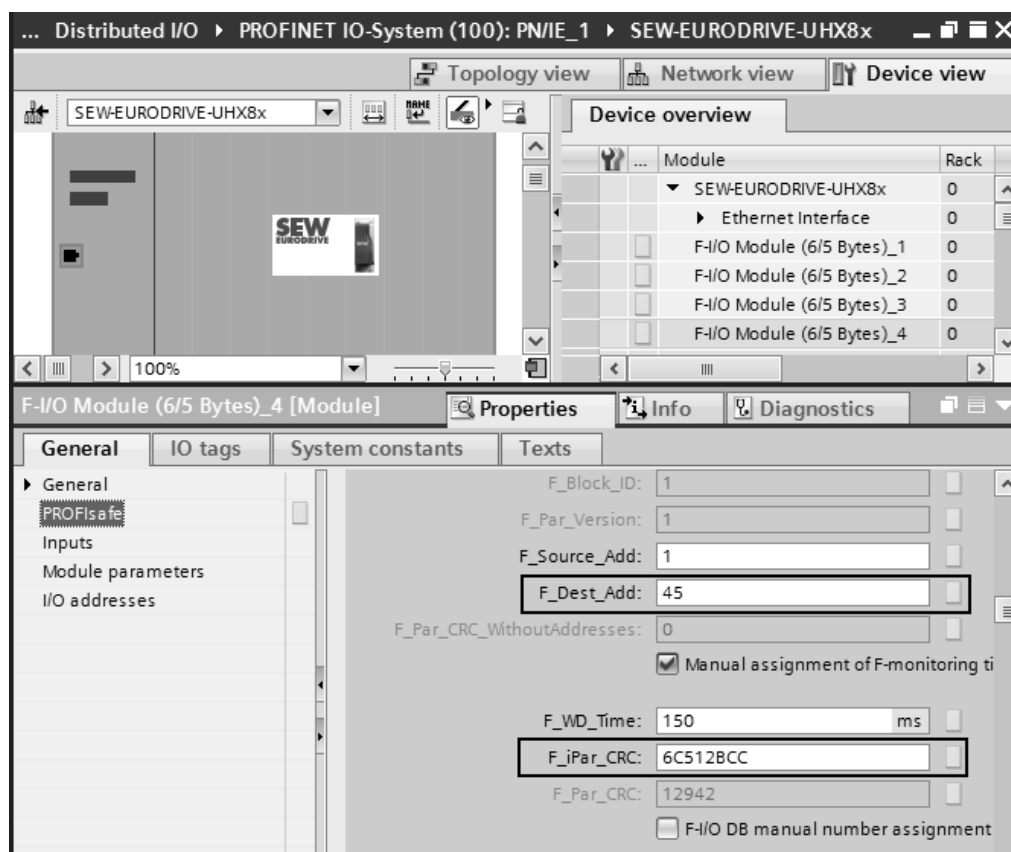 ... Distributed I/O ▸ PROFINET IO-System (100): PN/IE_1 ▸ SEW-EURODRIVE-UHX8x
Topology view Network view Device view
SEW-EURODRIVE-UHX8x
NAME
Device overview
... Module Rack
SEW-EURODRIVE-UHX8x 0
Ethernet Interface 0
F-I/O Module (6/5 Bytes)_1 0
F-I/O Module (6/5 Bytes)_2 0
F-I/O Module (6/5 Bytes)_3 0
F-I/O Module (6/5 Bytes)_4 0
SEW
EURODRIVE
100%
F-I/O Module (6/5 Bytes)_4 [Module] Properties Info Diagnostics
General IO tags System constants Texts
General
PROFIsafe
Inputs
Module parameters
I/O addresses
F_Block_ID: 1
F_Par_Version: 1
F_Source_Add: 1
F_Dest_Add: 45
F_Par_CRC_WithoutAddresses: 0
Manual assignment of F-monitoring ti
F_WD_Time: 150 ms
F_iPar_CRC: 6C512BCC
F_Par_CRC: 12942
F-I/O DB manual number assignment